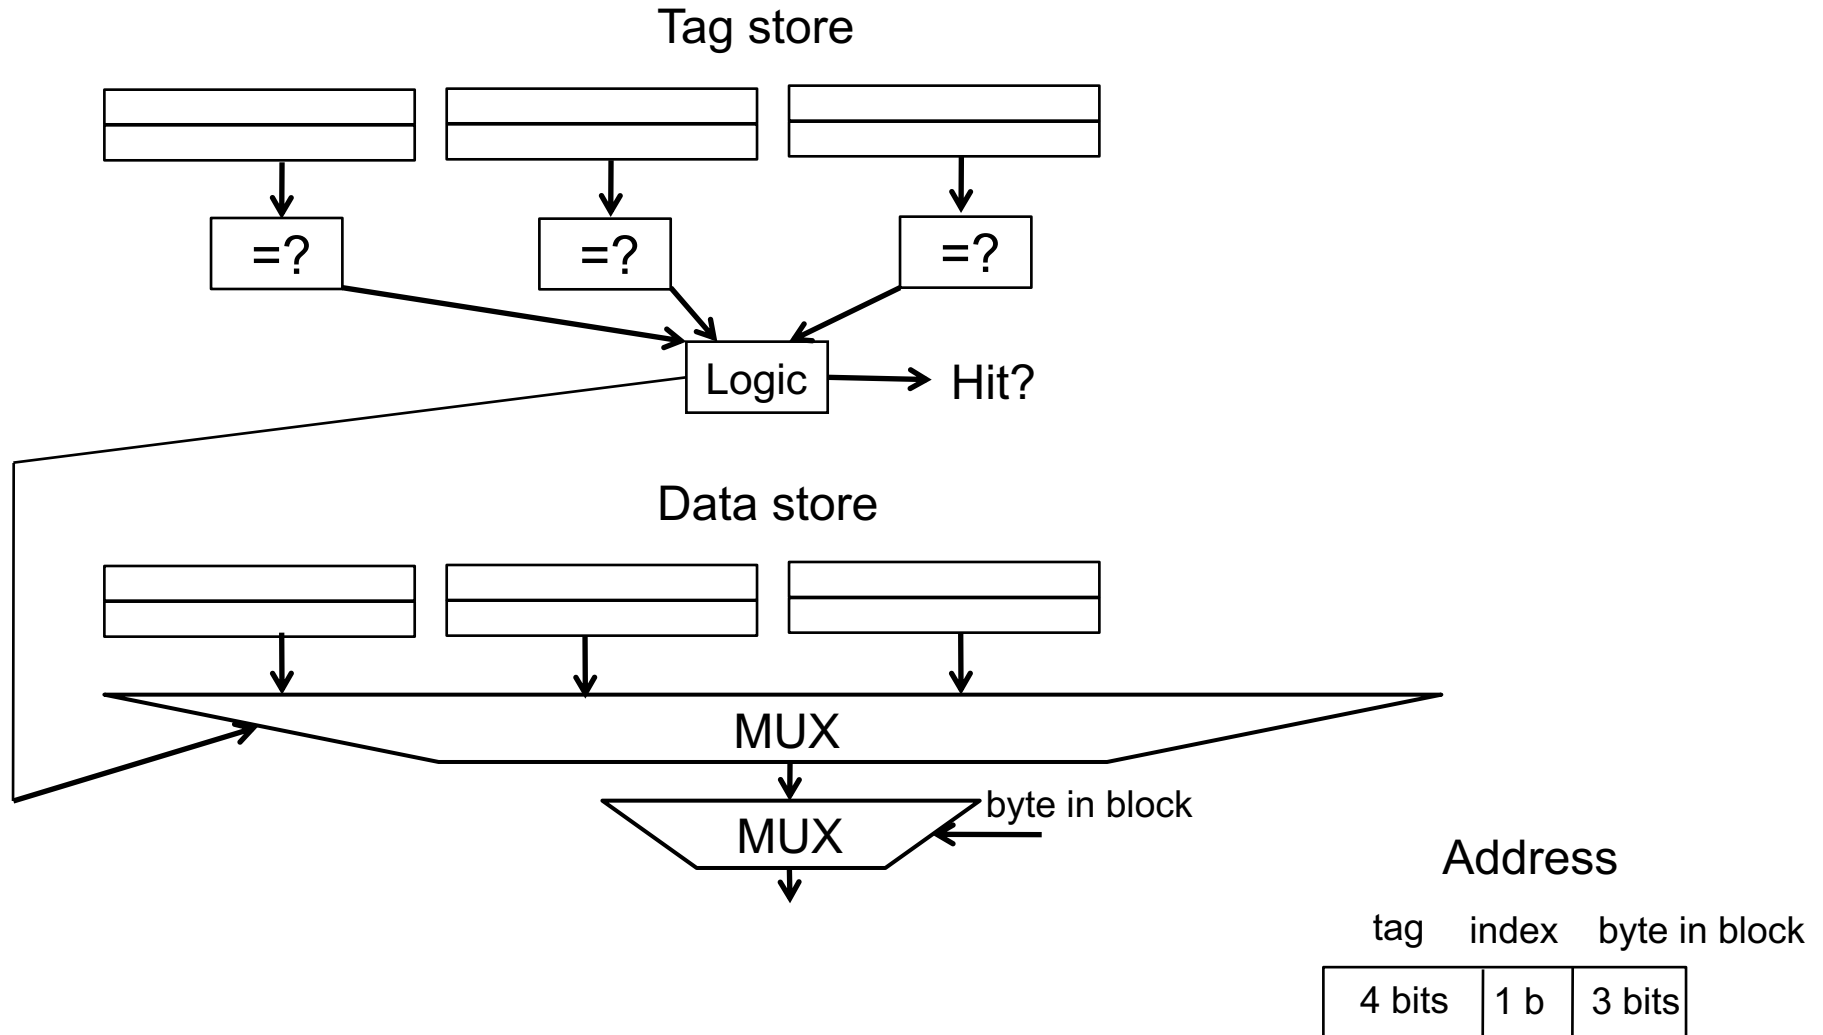 Tag store
=? =? =?
Logic Hit?
Data store
MUX
byte in block
MUX
Address
tag index byte in block
4 bits 1 b 3 bits